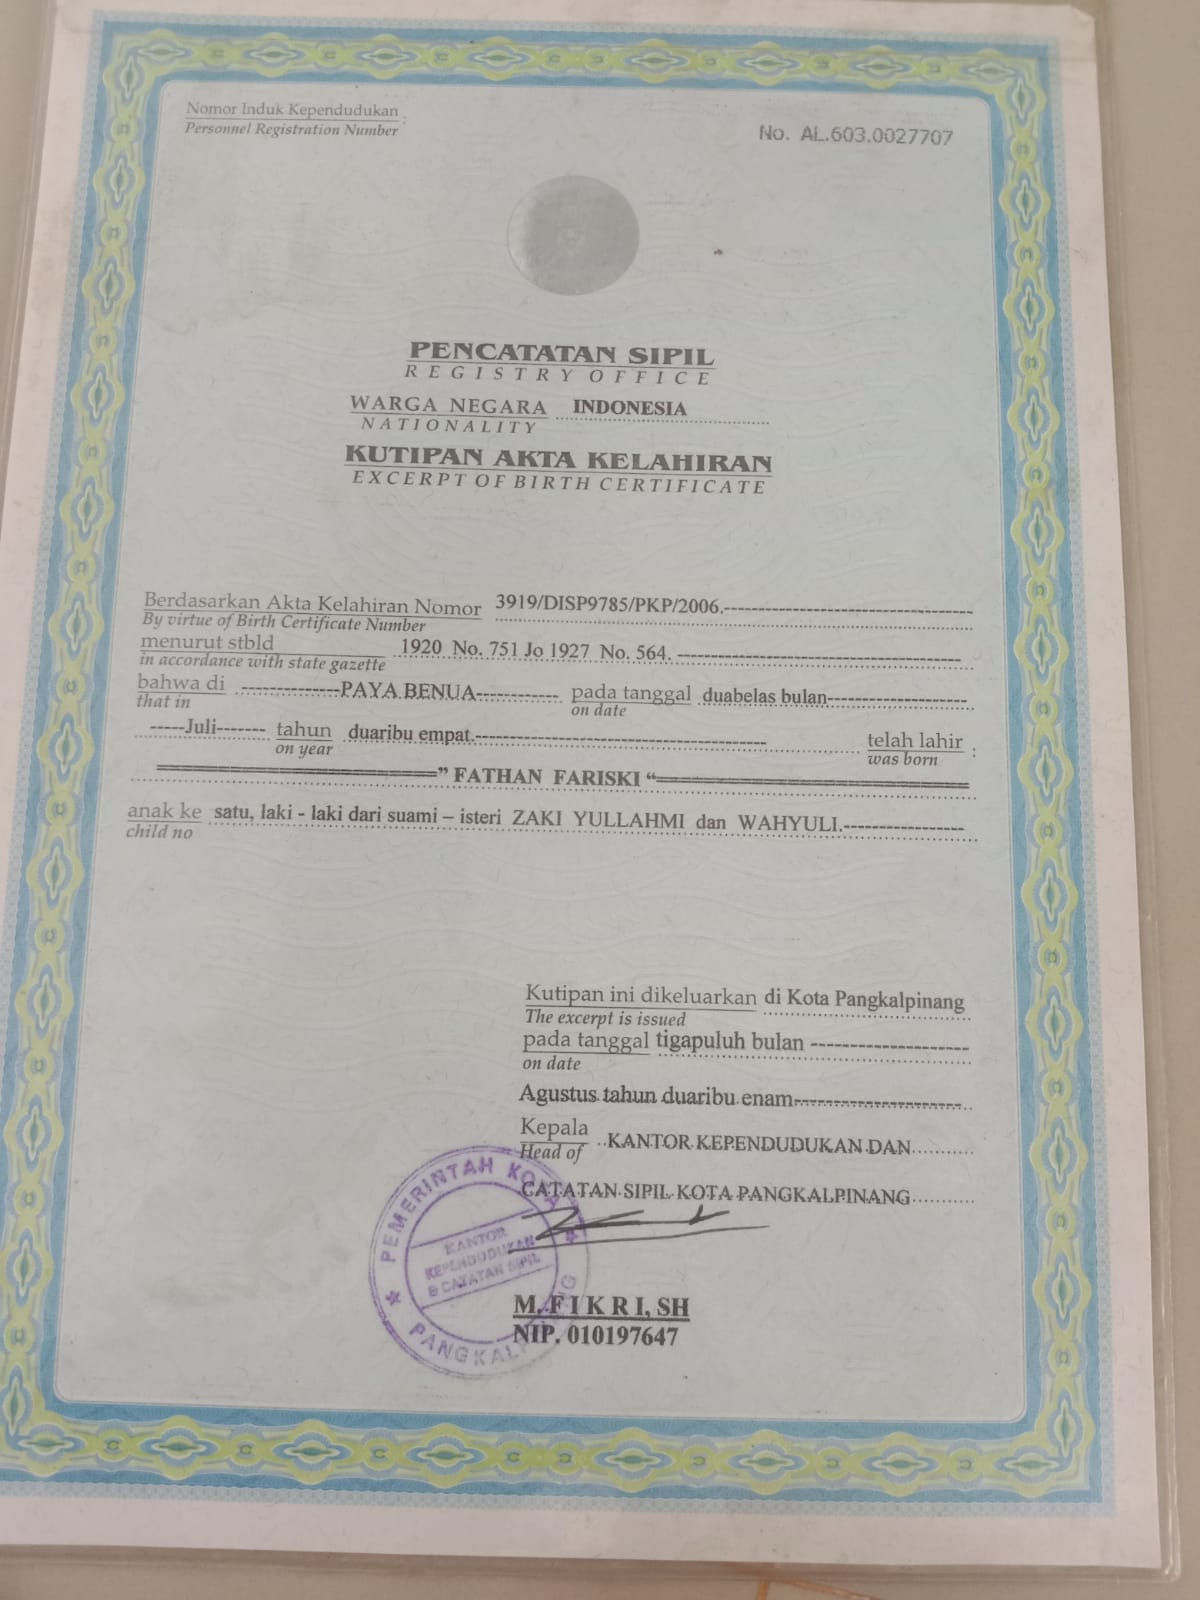 Nomor Induk Kependudukan :
Personnel Registration Number
No. AL.603.0027707
PENCATATAN SIPIL
REGISTRY OFFICE
WARGA NEGARA INDONESIA
NATIONALITY
KUTIPAN AKTA KELAHIRAN
EXCERPT OF BIRTH CERTIFICATE
Berdasarkan Akta Kelahiran Nomor 3919/DISP9785/PKP/2006.
By virtue of Birth Certificate Number
menurut stbld 1920 No. 751 Jo 1927 No. 564.
in accordance with state gazette
bahwa di PAYA BENUA pada tanggal duabelas bulan
that in on date
Juli tahun duaribu empat. telah lahir :
on year was born
" FATHAN FARISKI "
anak ke satu, laki - laki dari suami – isteri ZAKI YULLAHMI dan WAHYULI.
child no
Kutipan ini dikeluarkan di Kota Pangkalpinang
The excerpt is issued
pada tanggal tigapuluh bulan
on date
Agustus tahun duaribu enam
Kepala KANTOR KEPENDUDUKAN DAN
Head of
CATATAN SIPIL KOTA PANGKALPINANG
PEMERINTAH KOTA
KANTOR
KEPENDUDUKAN
& CATATAN SIPIL
PANGKALPINANG
M. F I K R I, SH
NIP. 010197647